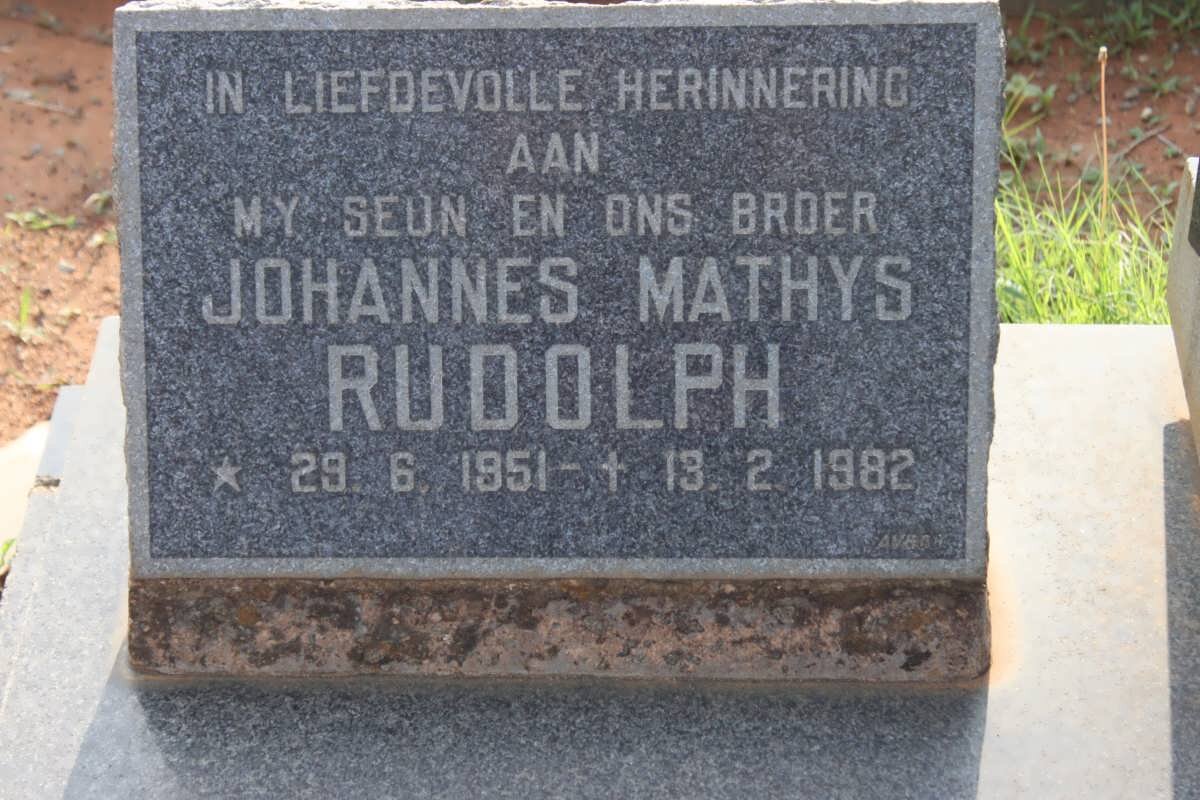 IN LIEFDEVOLLE HERINNERING
AAN
MY SEUN EN ONS BROER
JOHANNES MATHYS
RUDOLPH
★ 29. 6. 1951 - † 13. 2. 1982